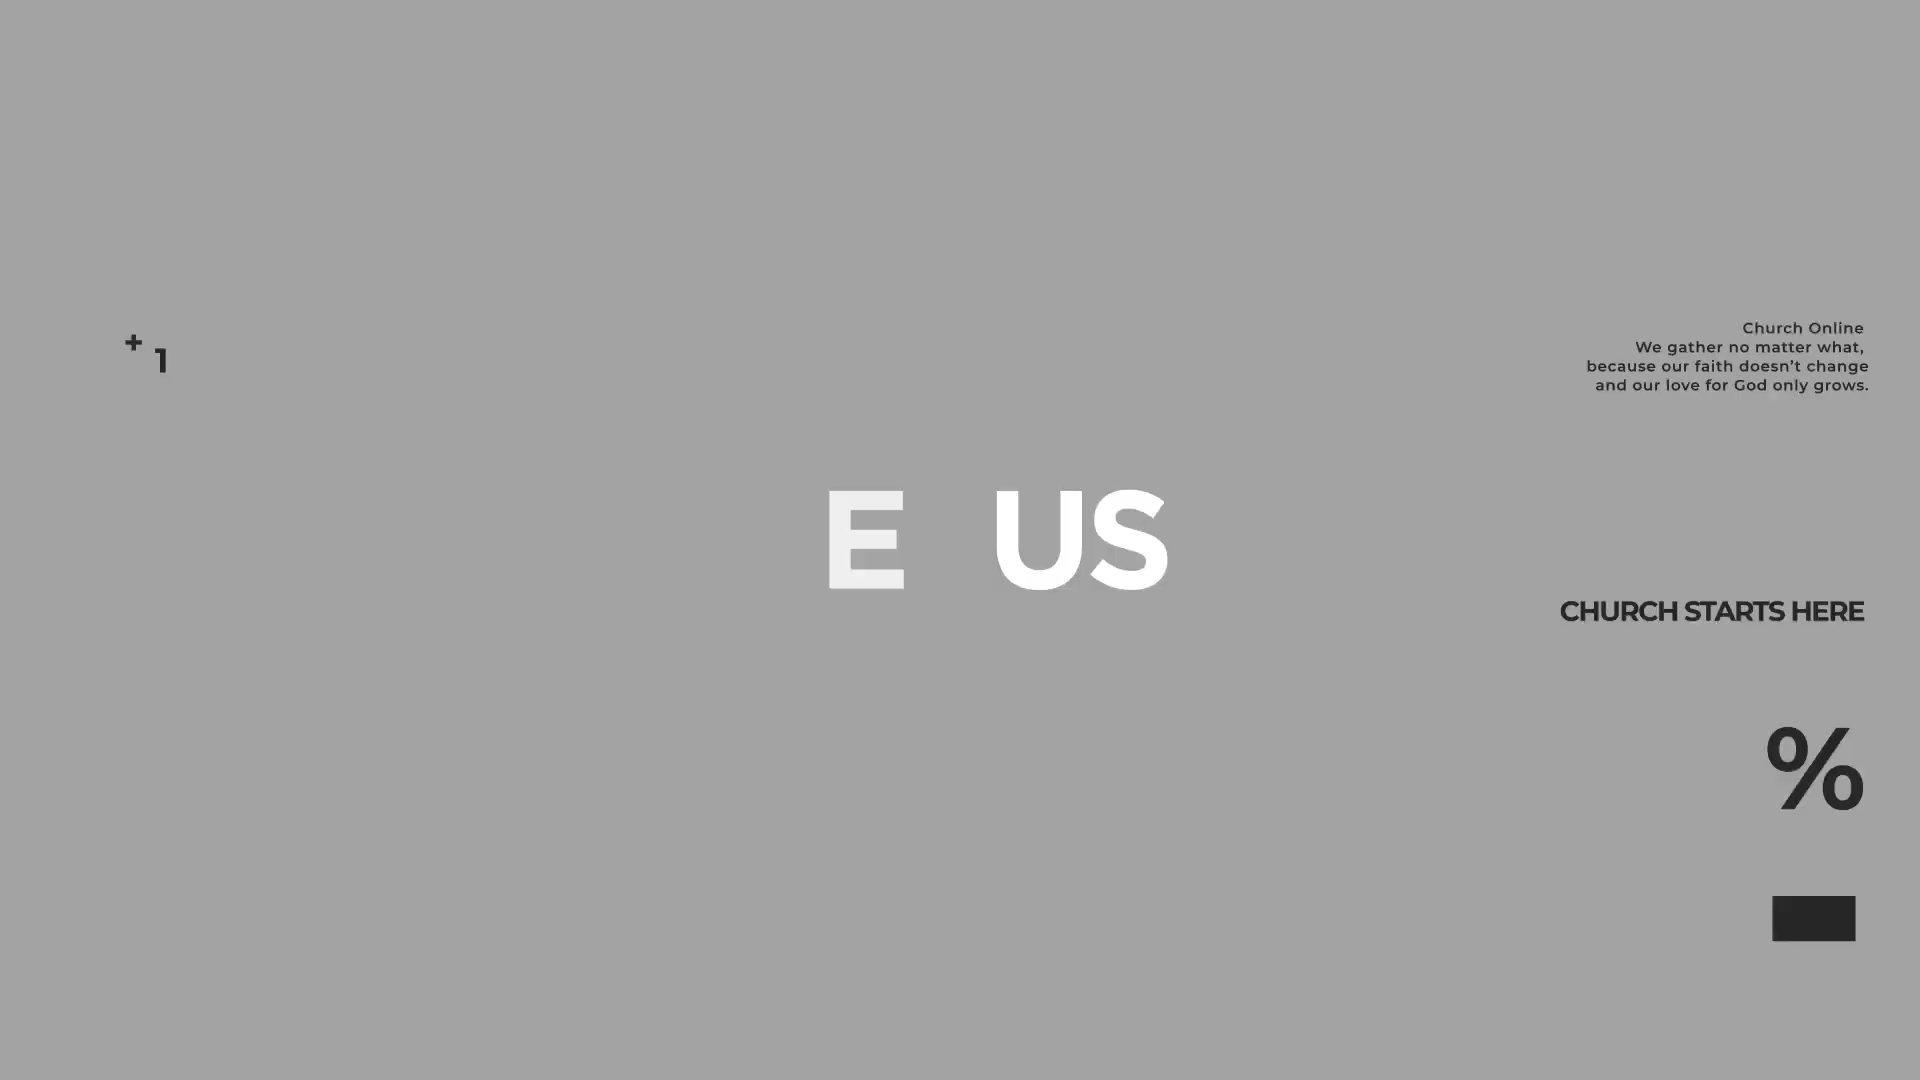 +1
Church Online
We gather no matter what,
because our faith doesn't change
and our love for God only grows.
E US
CHURCH STARTS HERE
%